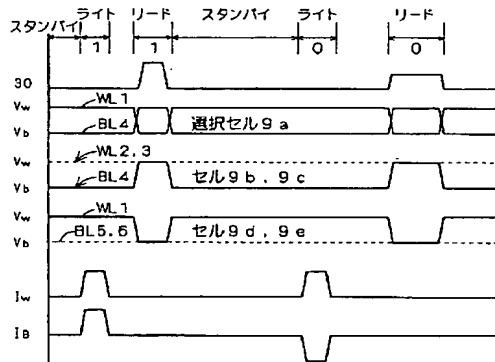 スタンバイ ライト リード スタンバイ ライト リード
1 1 0 0
30
Vw WL1
Vb BL4 選択セル9a
Vw WL2.3
Vb BL4 セル9b, 9c
Vw WL1
Vb BL5.6 セル9d, 9e
Iw
IB